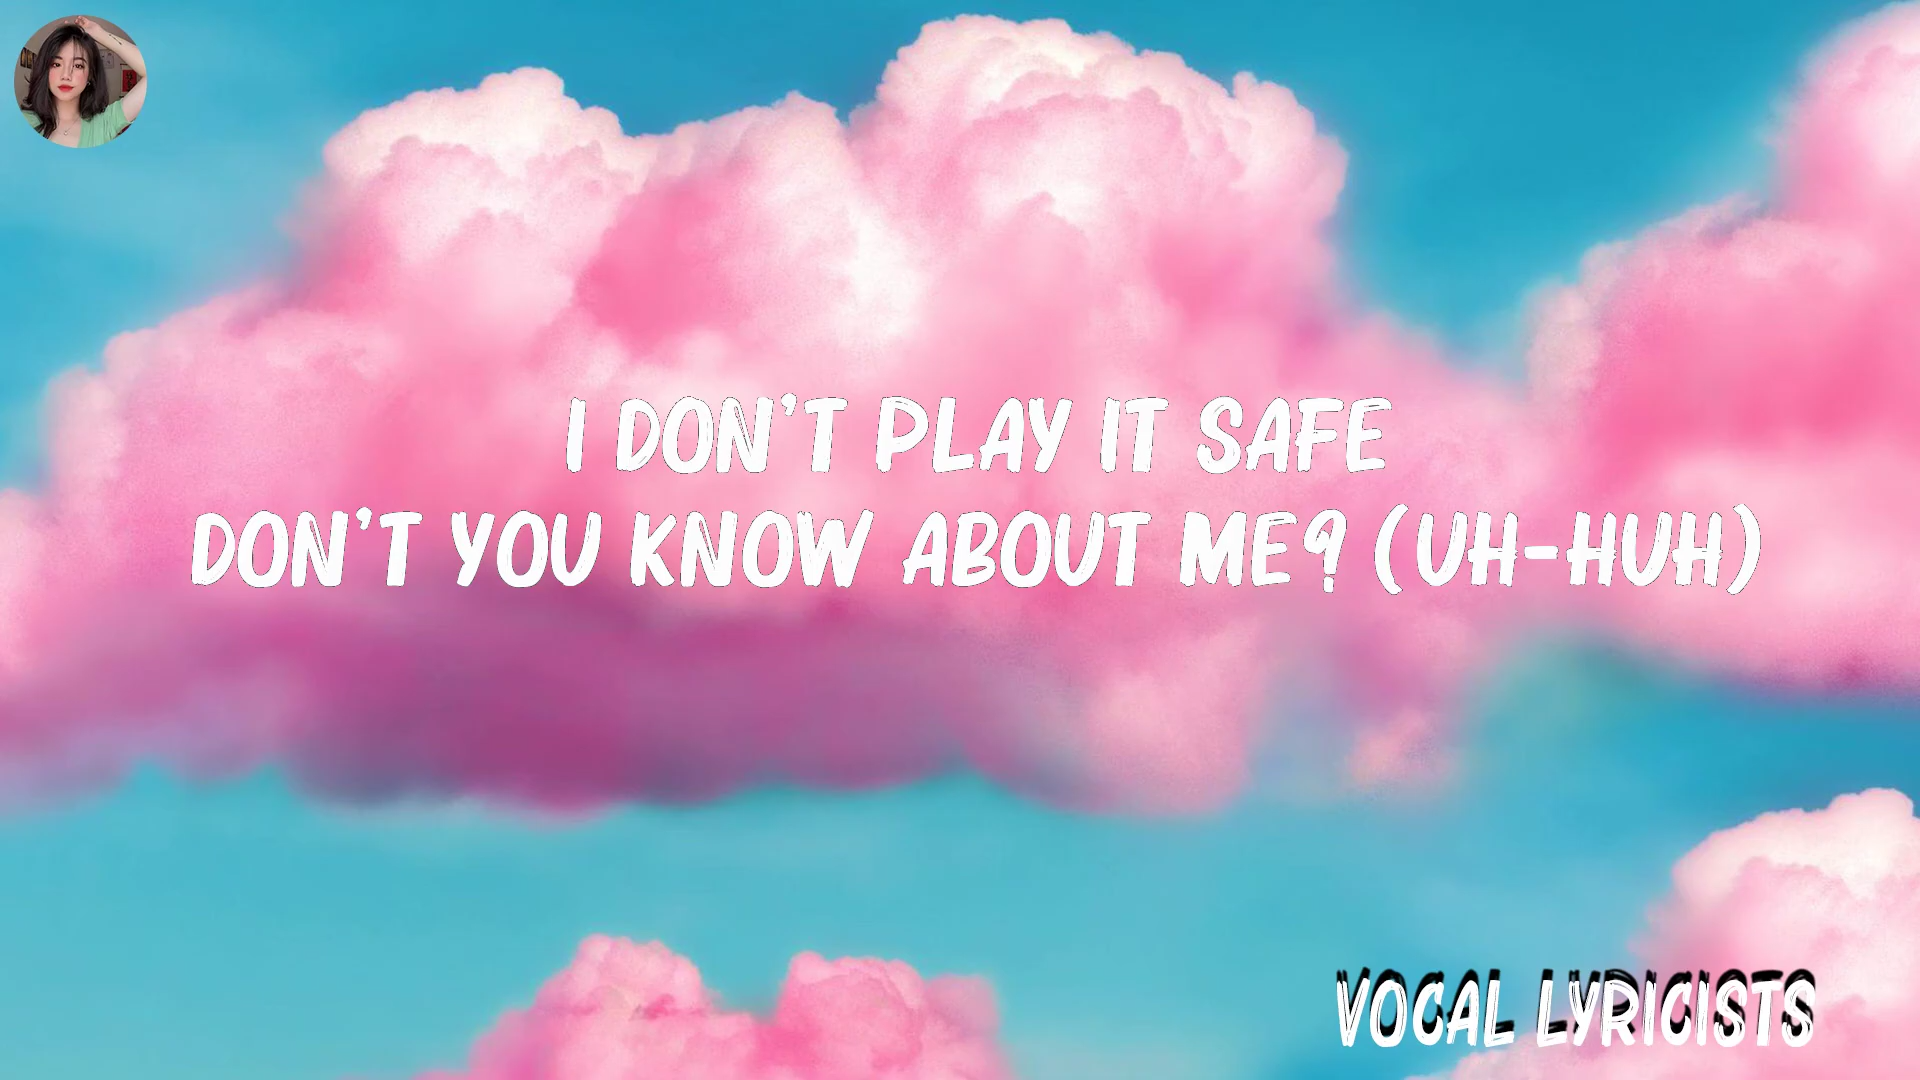 I DON'T PLAY IT SAFE
DON'T YOU KNOW ABOUT ME? (UH-HUH)
VOCAL LYRICISTS